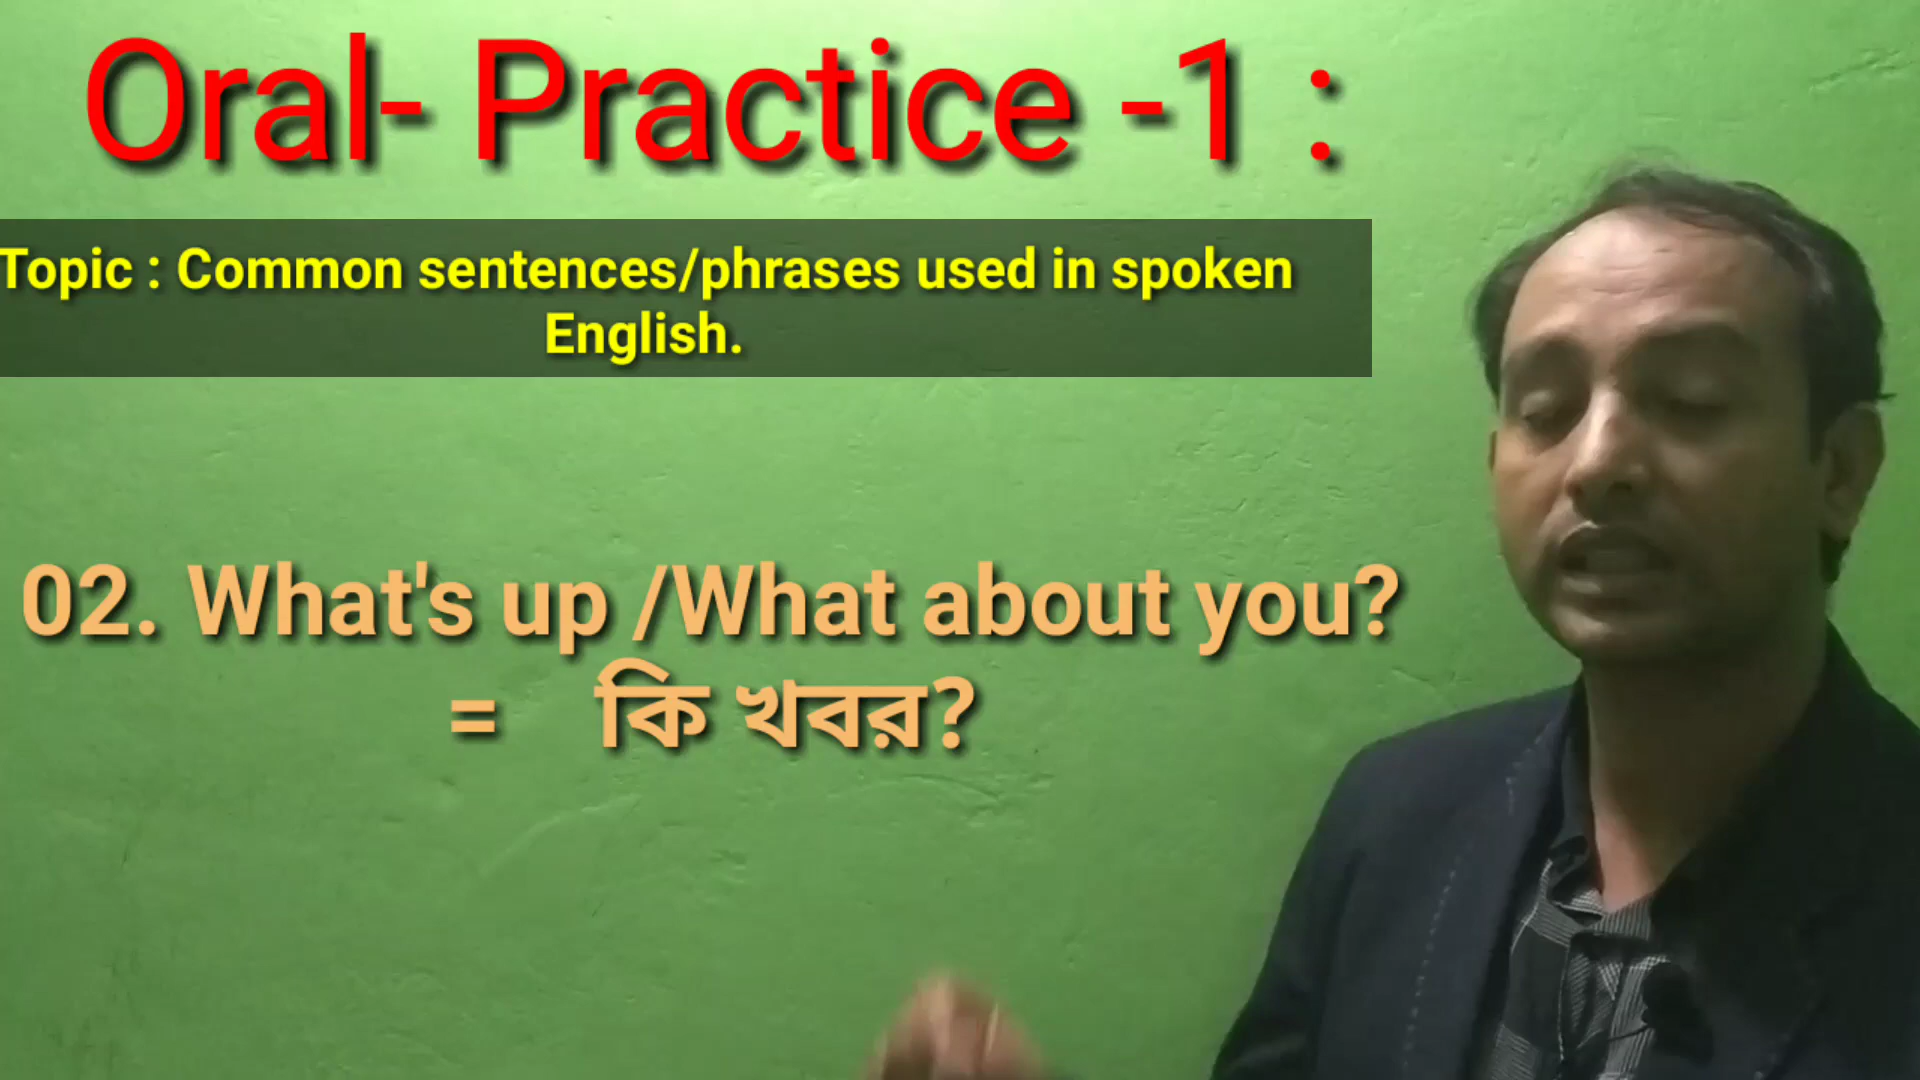 Oral- Practice -1 :
Topic : Common sentences/phrases used in spoken
English.
02. What's up /What about you?
= কি খবর?